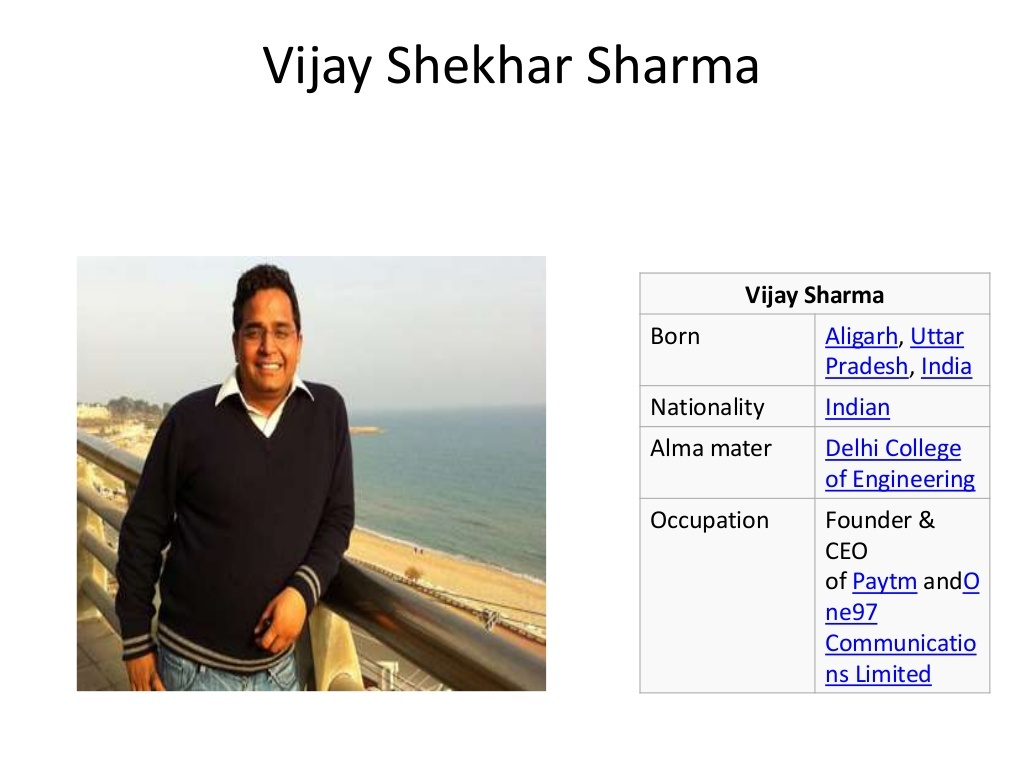 Vijay Shekhar Sharma
Vijay Sharma
Born
Aligarh, Uttar
Pradesh, India
Nationality
Indian
Alma mater
Delhi College
of Engineering
Occupation
Founder &
CEO
of Paytm andO
ne97
Communicatio
ns Limited